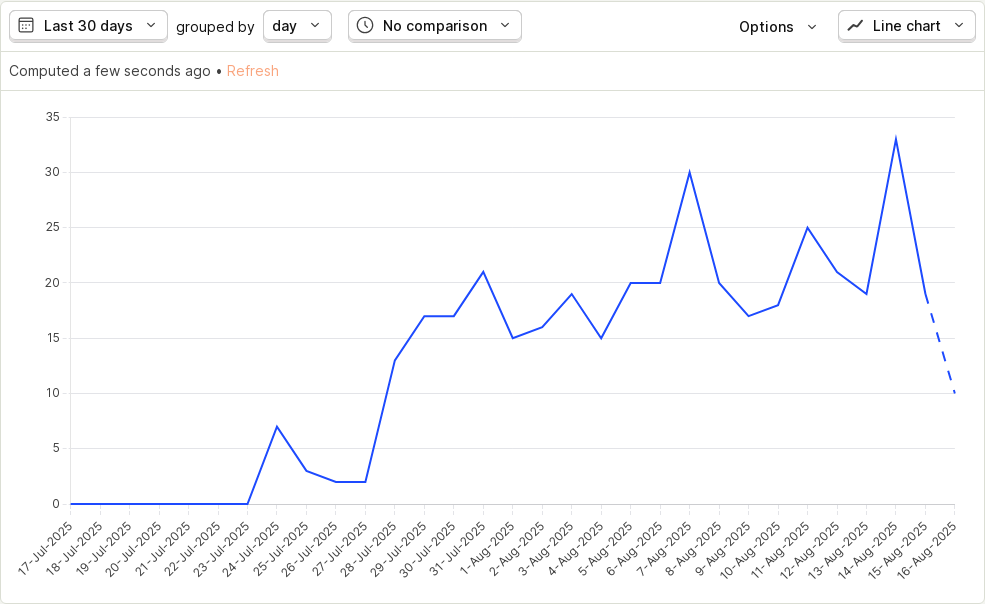 Last 30 days grouped by day No comparison Options Line chart
Computed a few seconds ago • Refresh
35
30
25
20
15
10
5
0
17-Jul-2025
18-Jul-2025
19-Jul-2025
20-Jul-2025
21-Jul-2025
22-Jul-2025
23-Jul-2025
24-Jul-2025
25-Jul-2025
26-Jul-2025
27-Jul-2025
28-Jul-2025
29-Jul-2025
30-Jul-2025
31-Jul-2025
1-Aug-2025
2-Aug-2025
3-Aug-2025
4-Aug-2025
5-Aug-2025
6-Aug-2025
7-Aug-2025
8-Aug-2025
9-Aug-2025
10-Aug-2025
11-Aug-2025
12-Aug-2025
13-Aug-2025
14-Aug-2025
15-Aug-2025
16-Aug-2025